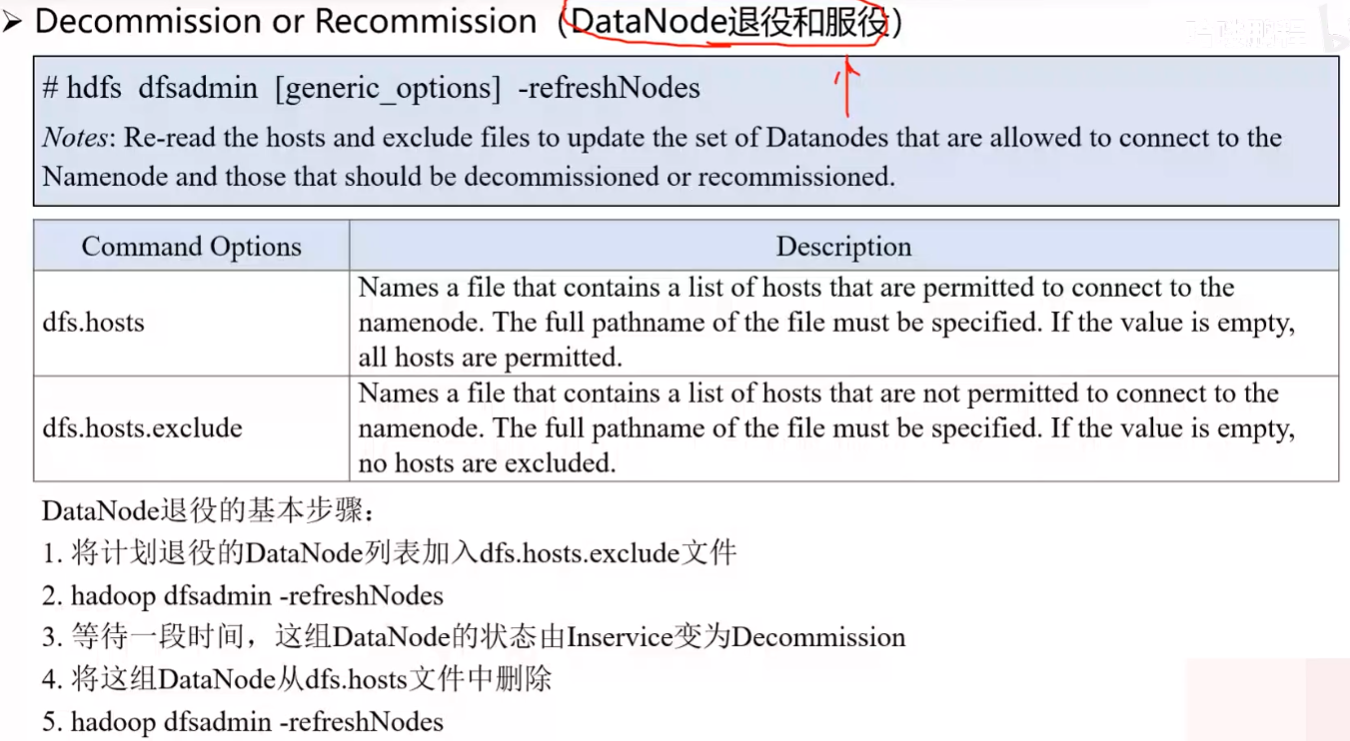 ➢ Decommission or Recommission（DataNode退役和服役）
# hdfs dfsadmin [generic_options] -refreshNodes
Notes: Re-read the hosts and exclude files to update the set of Datanodes that are allowed to connect to the
Namenode and those that should be decommissioned or recommissioned.
Command Options Description
dfs.hosts
Names a file that contains a list of hosts that are permitted to connect to the
namenode. The full pathname of the file must be specified. If the value is empty,
all hosts are permitted.
dfs.hosts.exclude
Names a file that contains a list of hosts that are not permitted to connect to the
namenode. The full pathname of the file must be specified. If the value is empty,
no hosts are excluded.
DataNode退役的基本步骤：
1. 将计划退役的DataNode列表加入dfs.hosts.exclude文件
2. hadoop dfsadmin -refreshNodes
3. 等待一段时间，这组DataNode的状态由Inservice变为Decommission
4. 将这组DataNode从dfs.hosts文件中删除
5. hadoop dfsadmin -refreshNodes